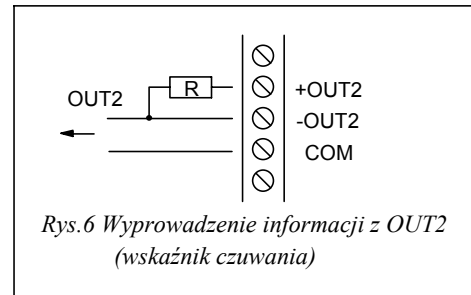 R
OUT2
+OUT2
-OUT2
COM
Rys.6 Wyprowadzenie informacji z OUT2
(wskaźnik czuwania)